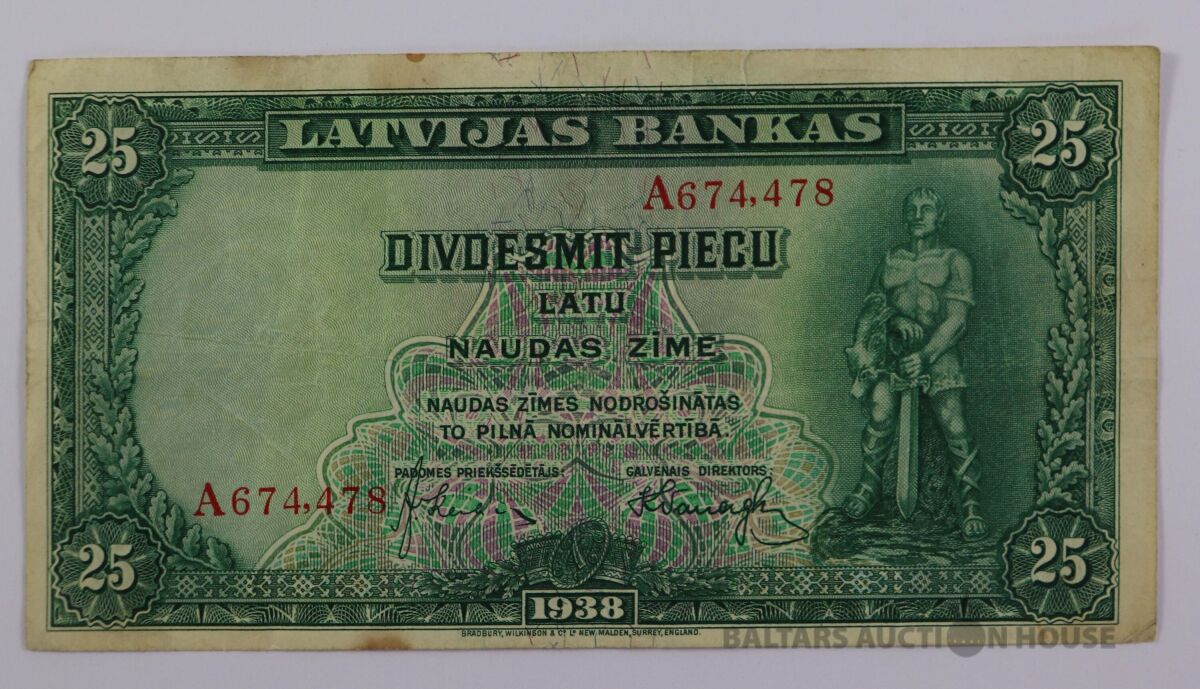 25 LATVIJAS BANKAS 25
A674,478
DIVDESMIT PIECU
LATU
NAUDAS ZĪME
NAUDAS ZĪMES NODROŠINĀTAS
TO PILNĀ NOMINĀLVĒRTĪBĀ.
PADOMES PRIEKŠSĒDĒTĀJS: GALVENAIS DIREKTORS:
A674,478
25 1938 25
BRADBURY, WILKINSON & Cº Lº NEW MALDEN, SURREY, ENGLAND.
BALTARS AUCTION HOUSE